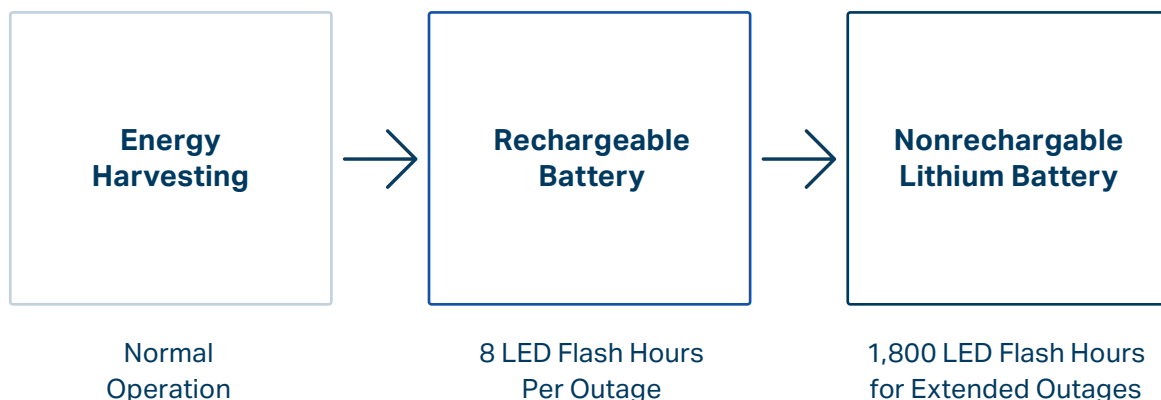 Energy
Harvesting
Rechargeable
Battery
Nonrechargable
Lithium Battery
Normal
Operation
8 LED Flash Hours
Per Outage
1,800 LED Flash Hours
for Extended Outages